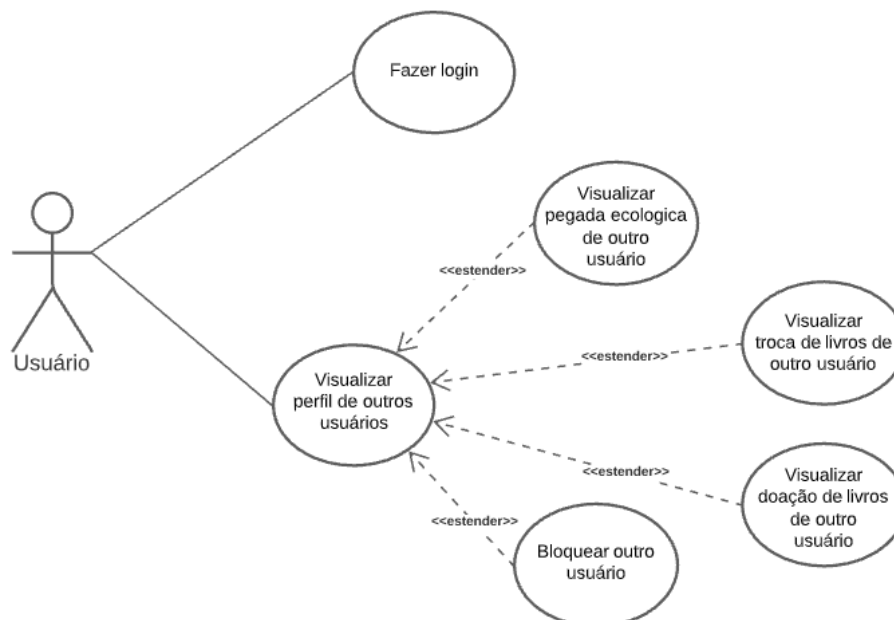 Fazer login
Visualizar
pegada ecologica
de outro
usuário
<<estender>>
Visualizar
troca de livros de
outro usuário
<<estender>>
Usuário
Visualizar
perfil de outros
usuários
<<estender>>
Visualizar
doação de livros
de outro
usuário
<<estender>>
Bloquear outro
usuário